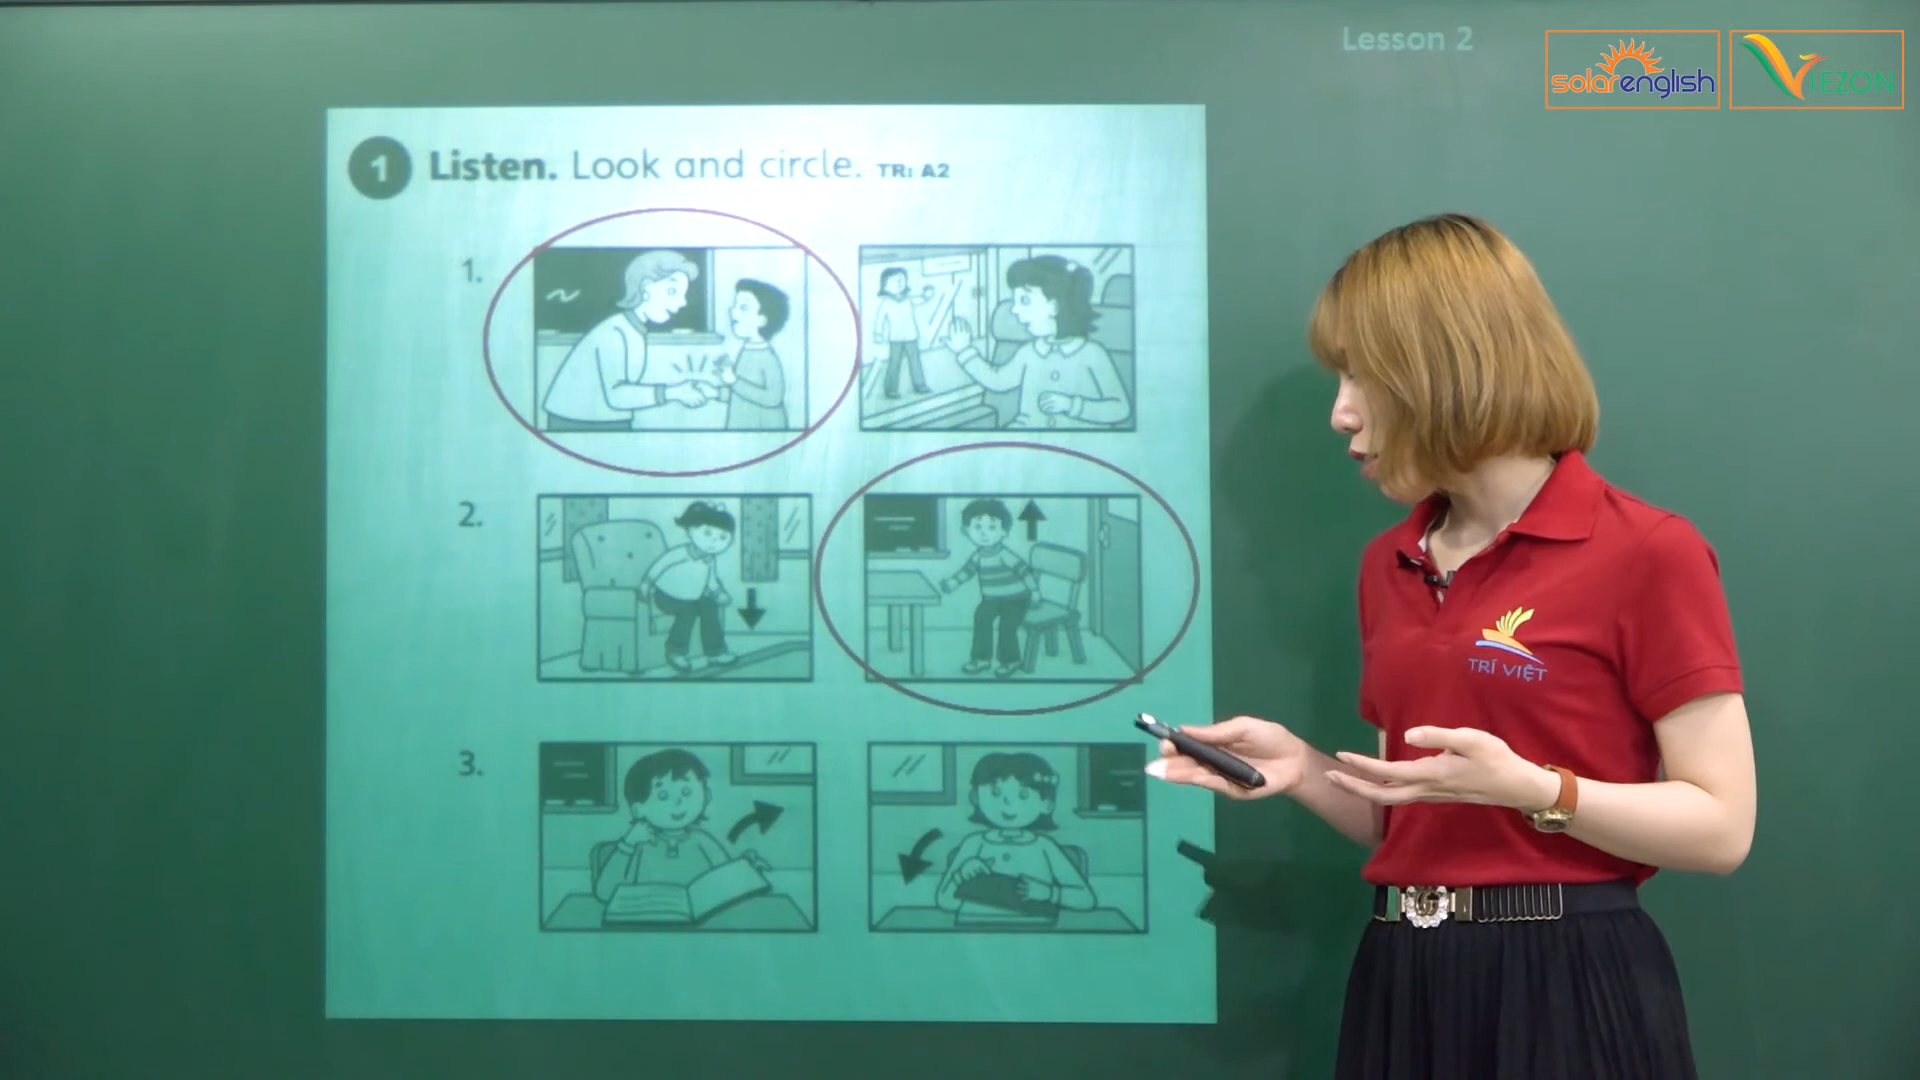 Lesson 2
solarenglish
VIEZON
1 Listen. Look and circle. TR: A2
1.
2.
3.
TRÍ VIỆT